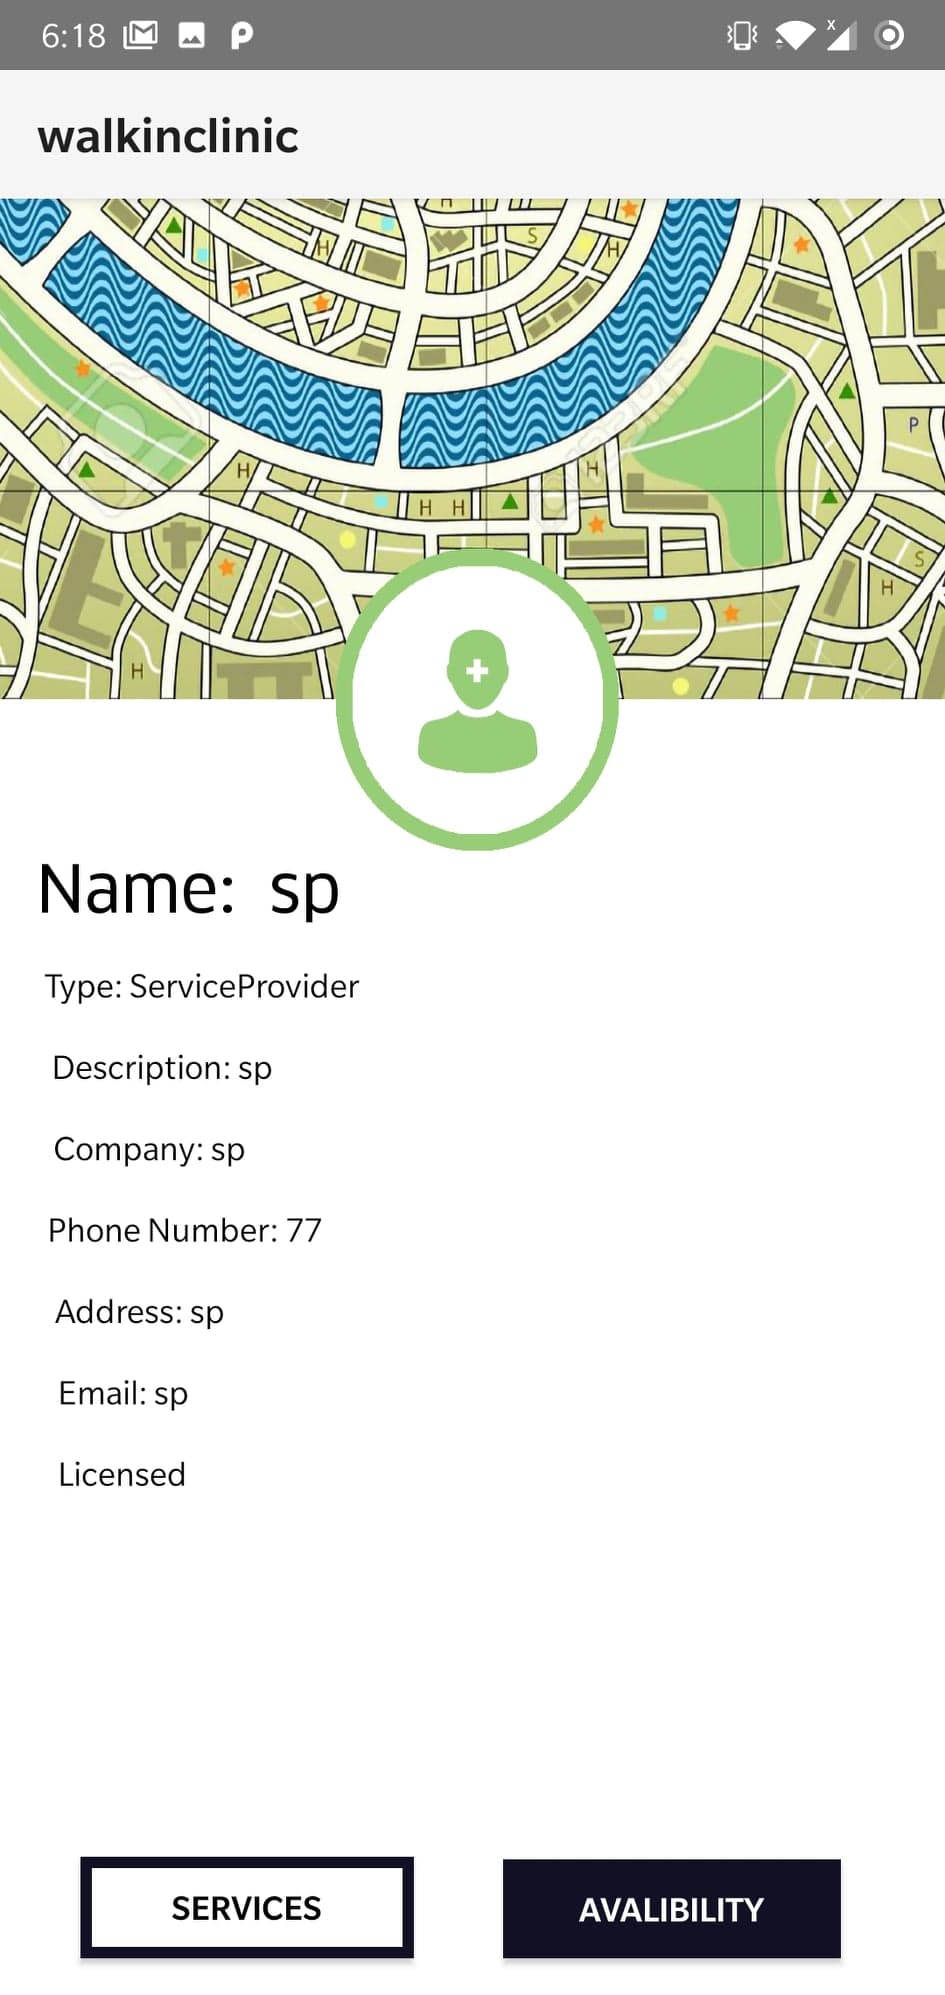 6:18
walkinclinic
H
S
H
H
P
H
H
H H
S
H
H
Name: sp
Type: ServiceProvider
Description: sp
Company: sp
Phone Number: 77
Address: sp
Email: sp
Licensed
SERVICES
AVALIBILITY